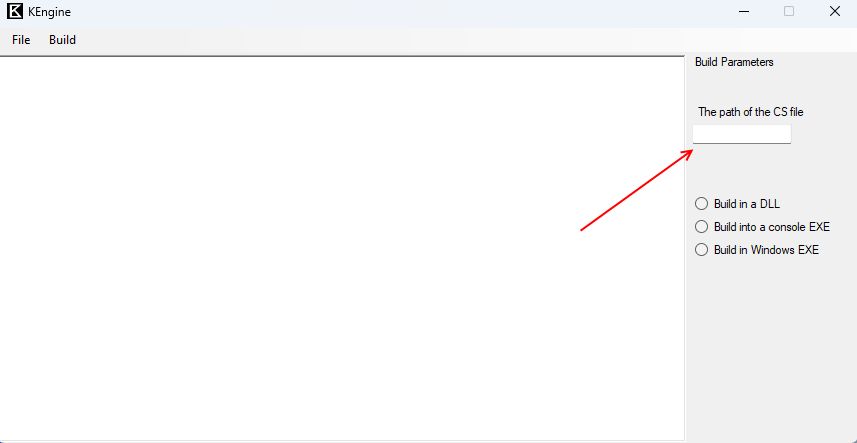 KEngine
File Build
Build Parameters
The path of the CS file
Build in a DLL
Build into a console EXE
Build in Windows EXE